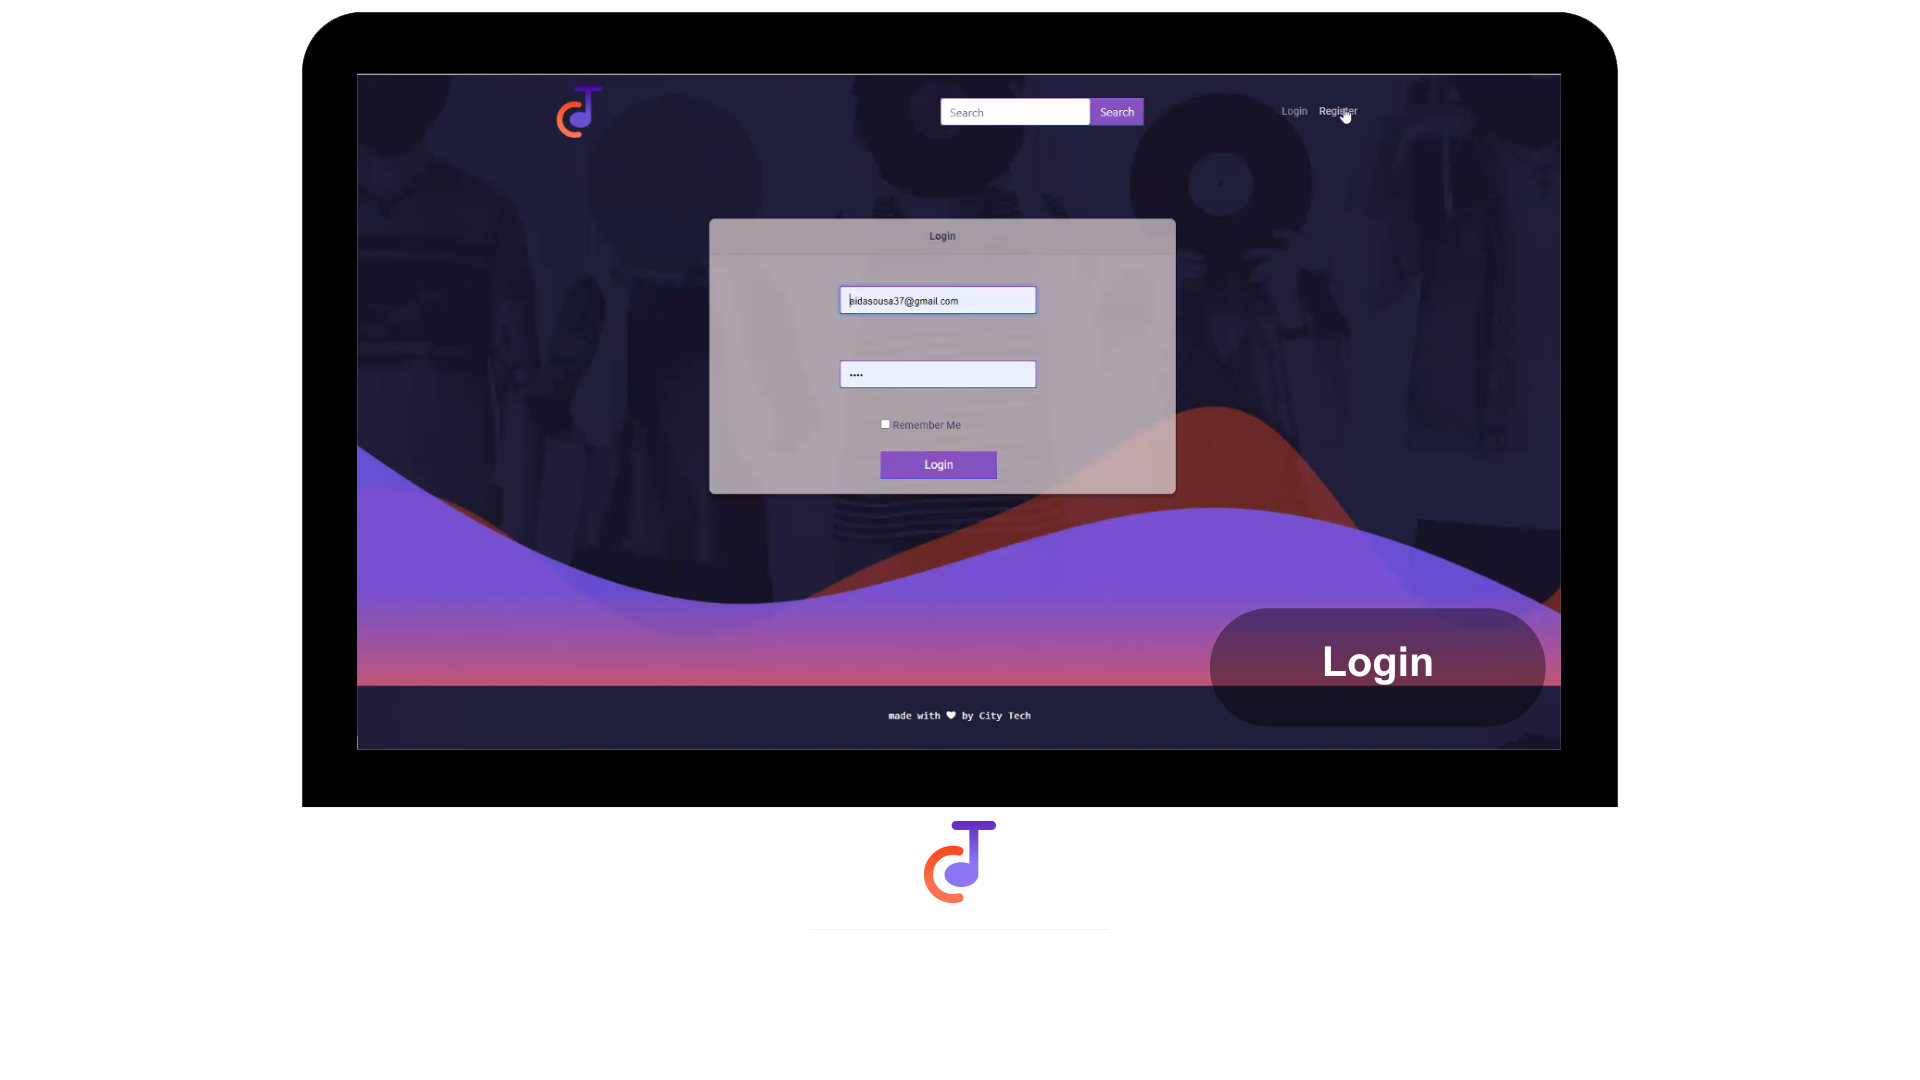 Search Search Login Register
Login
aidasousa37@gmail.com
••••
Remember Me
Login
Login
made with ♥ by City Tech